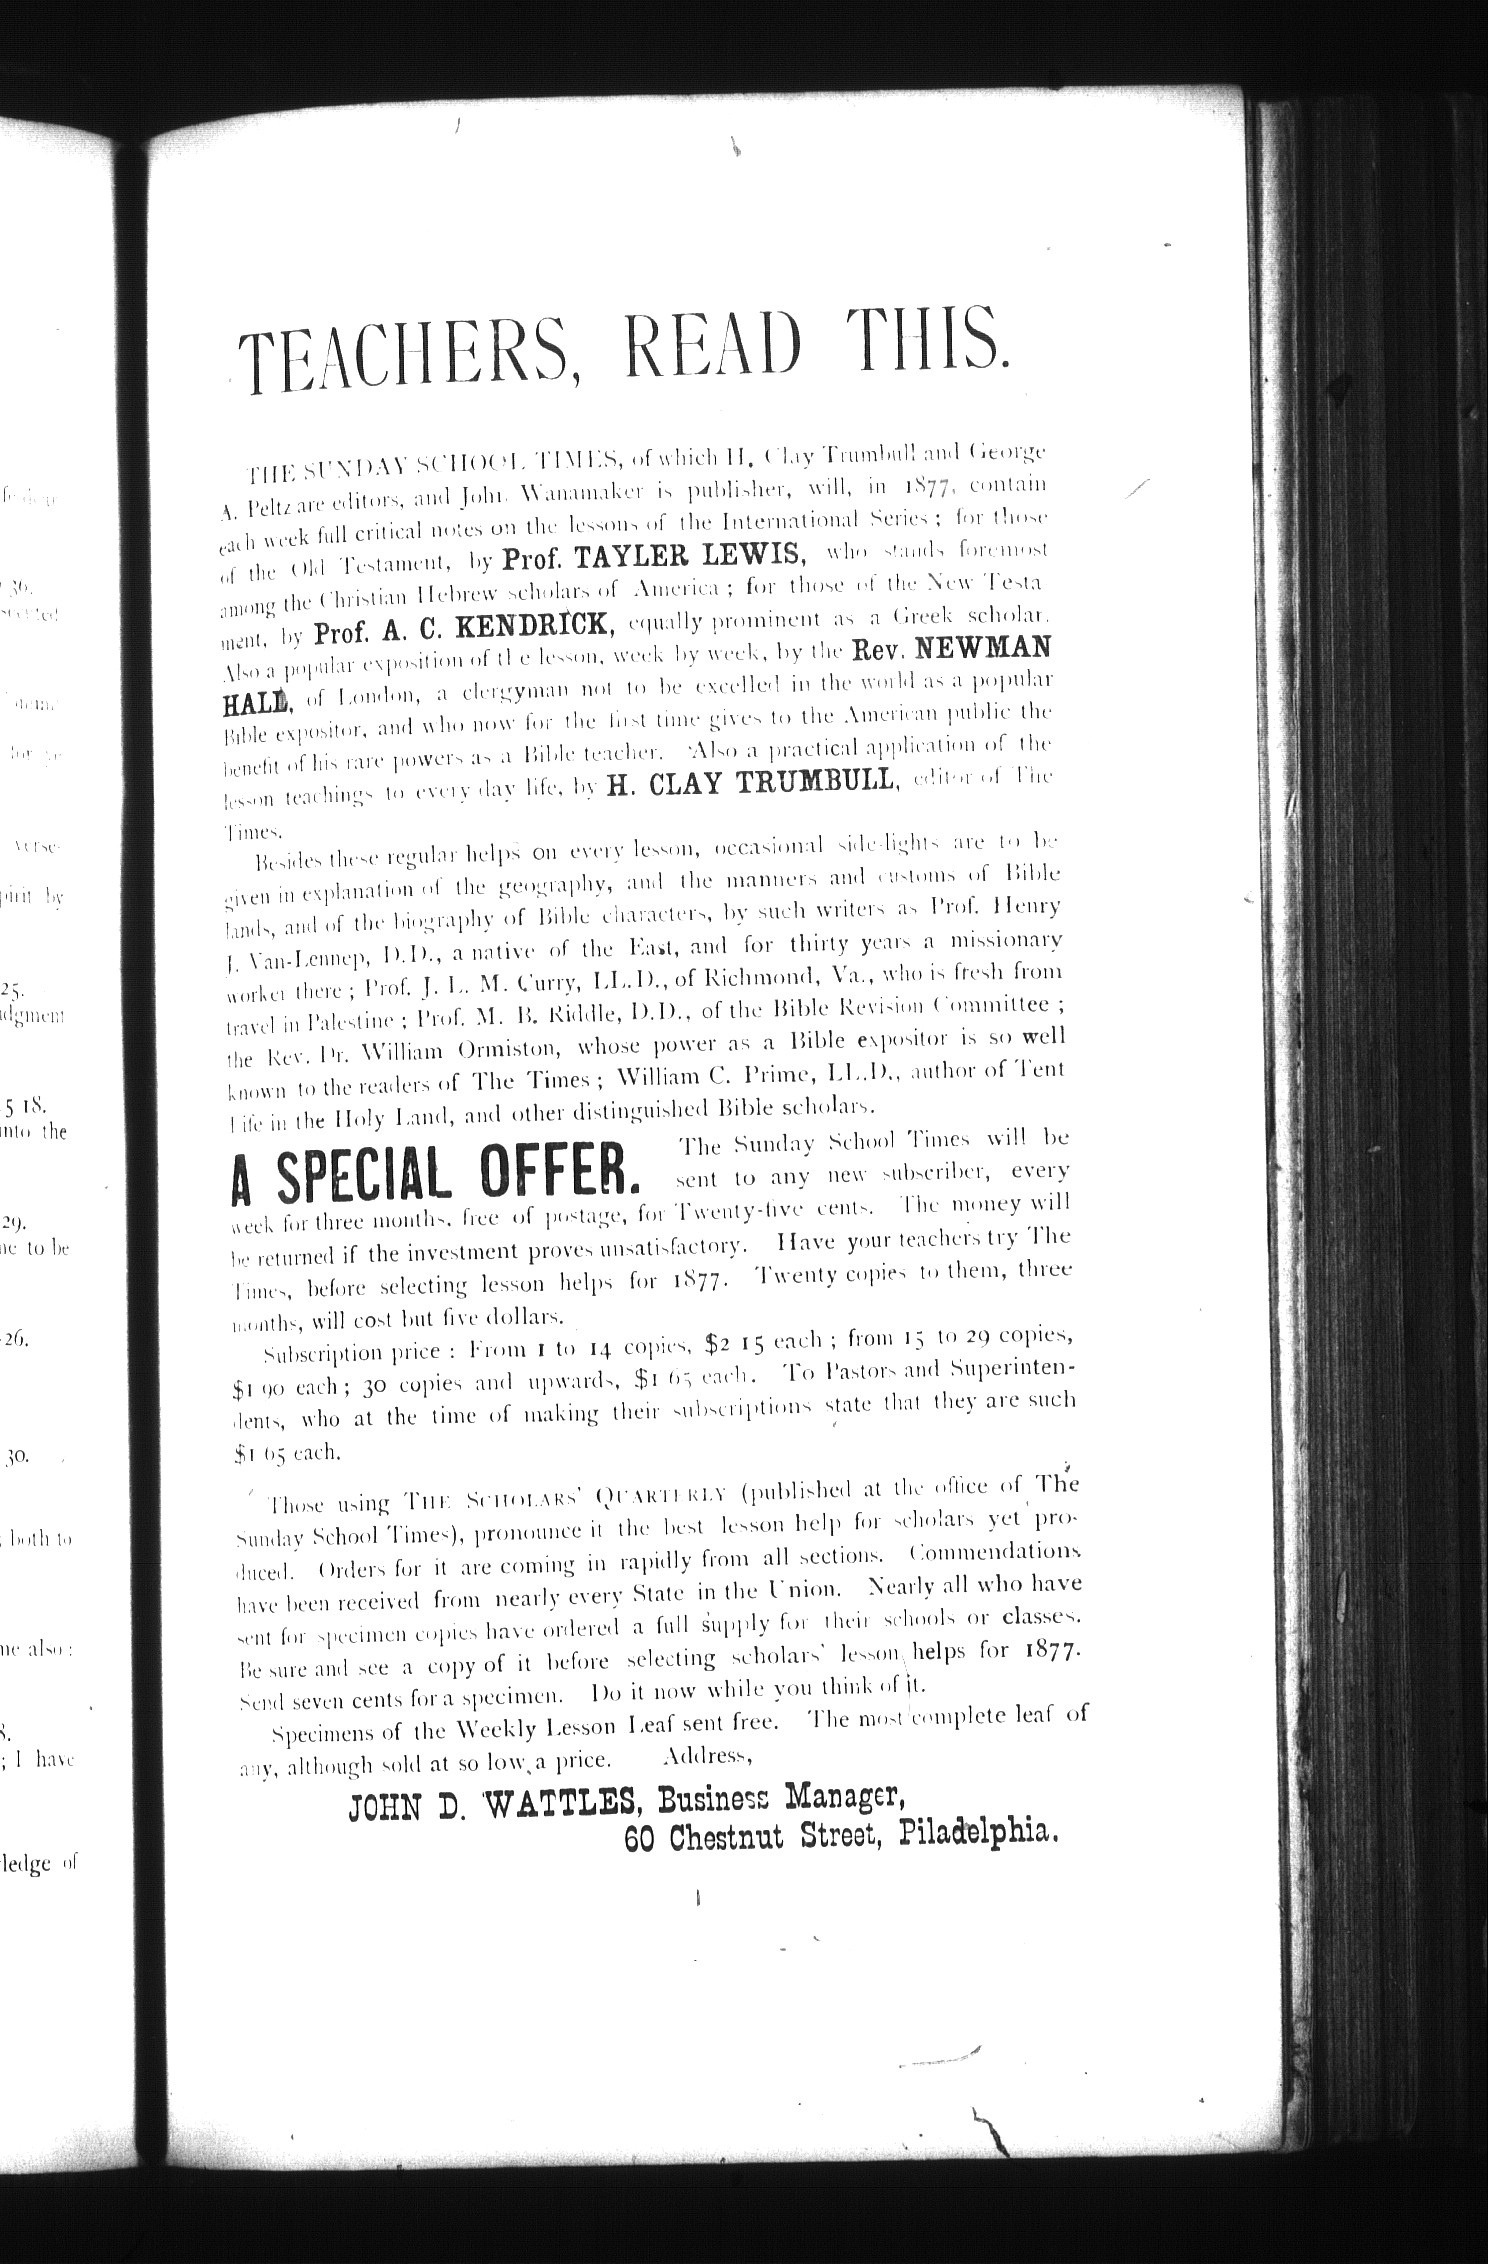 TEACHERS, READ THIS.
THE SUNDAY SCHOOL TIMES, of which H. Clay Trumbull and George
A. Peltz are editors, and John Wanamaker is publisher, will, in 1877, contain
each week full critical notes on the lessons of the International Series; for those
of the Old Testament, by Prof. TAYLER LEWIS, who stands foremost
among the Christian Hebrew scholars of America; for those of the New Testa
ment, by Prof. A. C. KENDRICK, equally prominent as a Greek scholar.
Also a popular exposition of the lesson, week by week, by the Rev. NEWMAN
HALL, of London, a clergyman not to be excelled in the world as a popular
Bible expositor, and who now for the first time gives to the American public the
benefit of his rare powers as a Bible teacher. Also a practical application of the
lesson teachings to every day life, by H. CLAY TRUMBULL, editor of The
Times.
Besides these regular helps on every lesson, occasional side-lights are to be
given in explanation of the geography, and the manners and customs of Bible
lands, and of the biography of Bible characters, by such writers as Prof. Henry
J. Van-Lennep, D.D., a native of the East, and for thirty years a missionary
worker there; Prof. J. L. M. Curry, LL.D., of Richmond, Va., who is fresh from
travel in Palestine; Prof. M. B. Riddle, D.D., of the Bible Revision Committee;
the Rev. Dr. William Ormiston, whose power as a Bible expositor is so well
known to the readers of The Times; William C. Prime, LL.D., author of Tent
Life in the Holy Land, and other distinguished Bible scholars.
A SPECIAL OFFER. The Sunday School Times will be
sent to any new subscriber, every
week for three months, free of postage, for Twenty-five cents. The money will
be returned if the investment proves unsatisfactory. Have your teachers try The
Times, before selecting lesson helps for 1877. Twenty copies to them, three
months, will cost but five dollars.
Subscription price: From 1 to 14 copies, $2 15 each; from 15 to 29 copies,
$1 90 each; 30 copies and upwards, $1 65 each. To Pastors and Superinten-
dents, who at the time of making their subscriptions state that they are such
$1 65 each.
Those using THE SCHOLARS' QUARTERLY (published at the office of The
Sunday School Times), pronounce it the best lesson help for scholars yet pro-
duced. Orders for it are coming in rapidly from all sections. Commendations
have been received from nearly every State in the Union. Nearly all who have
sent for specimen copies have ordered a full supply for their schools or classes.
Be sure and see a copy of it before selecting scholars' lesson helps for 1877.
Send seven cents for a specimen. Do it now while you think of it.
Specimens of the Weekly Lesson Leaf sent free. The most complete leaf of
any, although sold at so low a price. Address,
JOHN D. WATTLES, Business Manager,
60 Chestnut Street, Piladelphia.
36.
verse-
by
25.
5 18.
into the
29.
to be
26.
30.
both to
also:
; I have
of